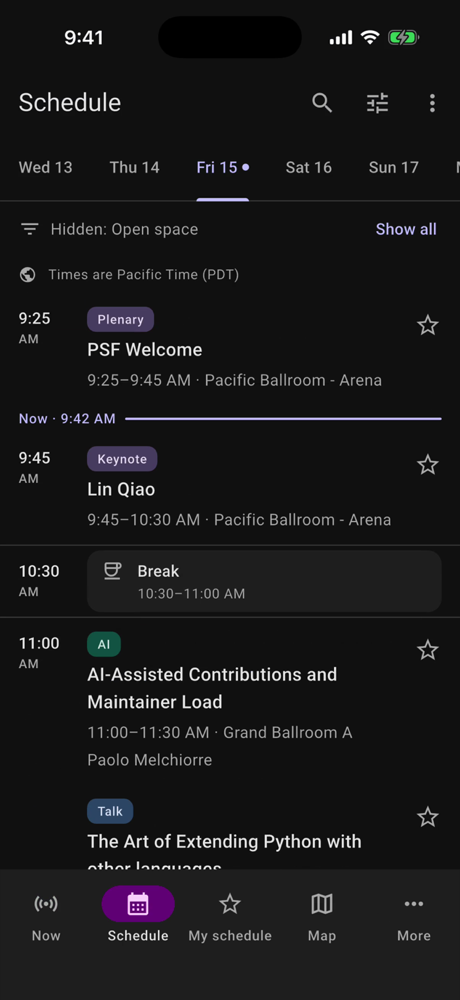 9:41
Schedule
Wed 13
Thu 14
Fri 15
Sat 16
Sun 17
Hidden: Open space
Show all
Times are Pacific Time (PDT)
9:25
AM
Plenary
PSF Welcome
9:25–9:45 AM · Pacific Ballroom - Arena
Now · 9:42 AM
9:45
AM
Keynote
Lin Qiao
9:45–10:30 AM · Pacific Ballroom - Arena
10:30
AM
Break
10:30–11:00 AM
11:00
AM
AI
AI-Assisted Contributions and
Maintainer Load
11:00–11:30 AM · Grand Ballroom A
Paolo Melchiorre
Talk
The Art of Extending Python with
other languages
Now
Schedule
My schedule
Map
More